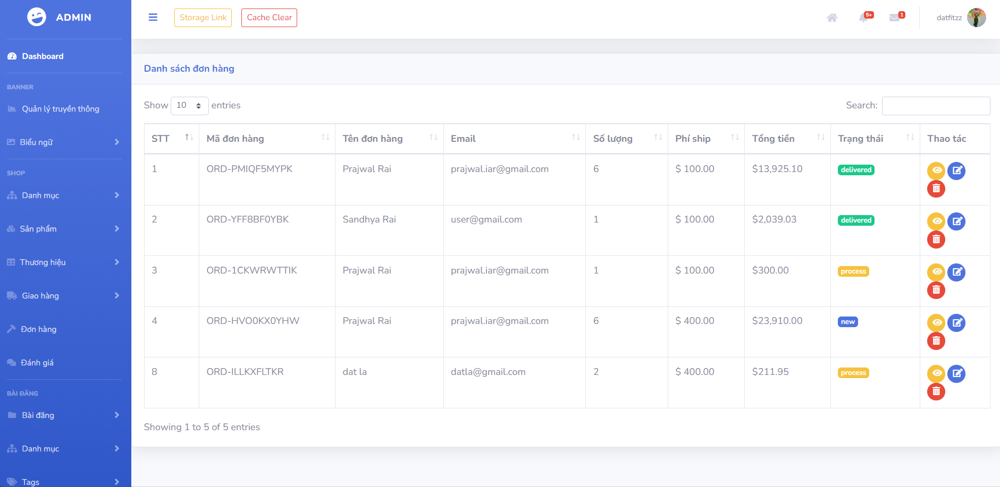 ADMIN
Storage Link
Cache Clear
5+
1
datfitzz
Dashboard
BANNER
Quản lý truyền thông
Biểu ngữ
SHOP
Danh mục
Sản phẩm
Thương hiệu
Giao hàng
Đơn hàng
Đánh giá
BÀI ĐĂNG
Bài đăng
Danh mục
Tags
Danh sách đơn hàng
Show 10 entries
Search:
STT Mã đơn hàng Tên đơn hàng Email Số lượng Phí ship Tổng tiền Trạng thái Thao tác
1 ORD-PMIQF5MYPK Prajwal Rai prajwal.iar@gmail.com 6 $ 100.00 $13,925.10 delivered
2 ORD-YFF8BF0YBK Sandhya Rai user@gmail.com 1 $ 100.00 $2,039.03 delivered
3 ORD-1CKWRWTTIK Prajwal Rai prajwal.iar@gmail.com 1 $ 100.00 $300.00 process
4 ORD-HVO0KX0YHW Prajwal Rai prajwal.iar@gmail.com 6 $ 400.00 $23,910.00 new
8 ORD-ILLKXFLTKR dat la datla@gmail.com 2 $ 400.00 $211.95 process
Showing 1 to 5 of 5 entries